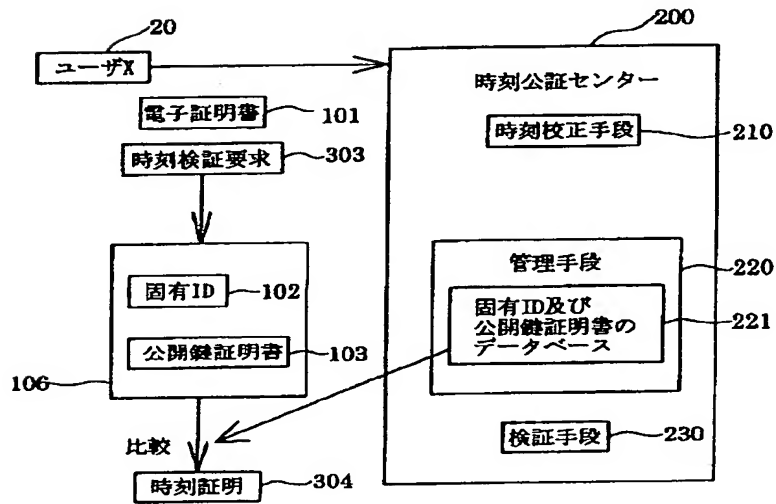 20
ユーザX
電子証明書
101
時刻検証要求
303
固有ID
102
公開鍵証明書
103
106
比較
時刻証明
304
200
時刻公証センター
時刻校正手段
210
管理手段
220
固有ID及び
公開鍵証明書の
データベース
221
検証手段
230